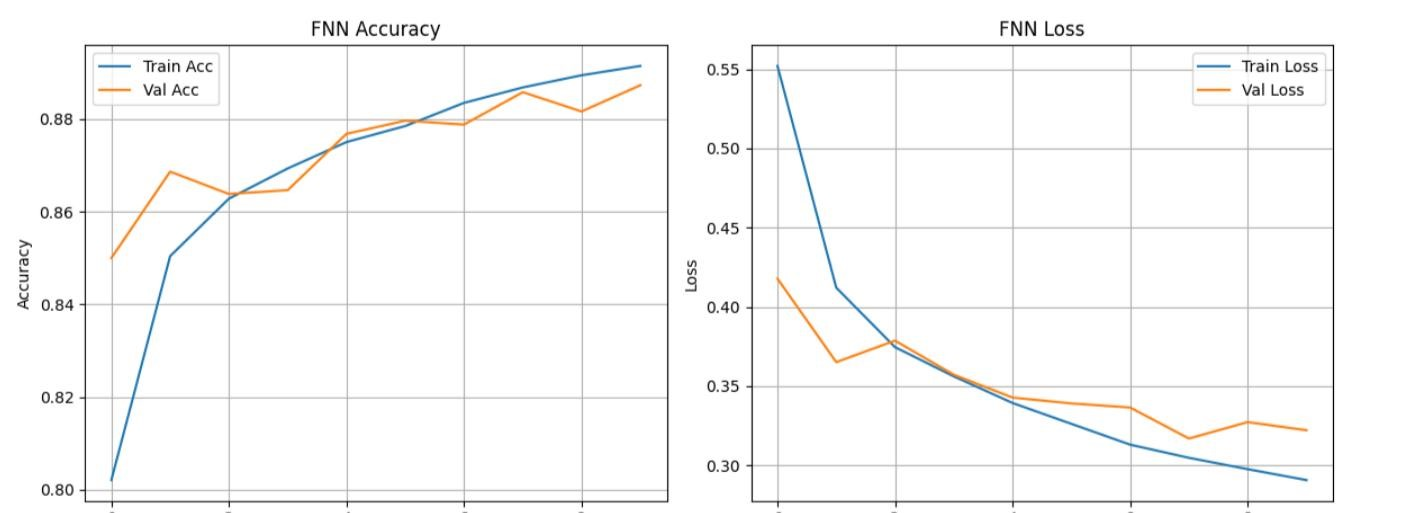 FNN Accuracy
Train Acc
Val Acc
0.88
0.86
0.84
0.82
0.80
Accuracy
FNN Loss
Train Loss
Val Loss
0.55
0.50
0.45
0.40
0.35
0.30
Loss